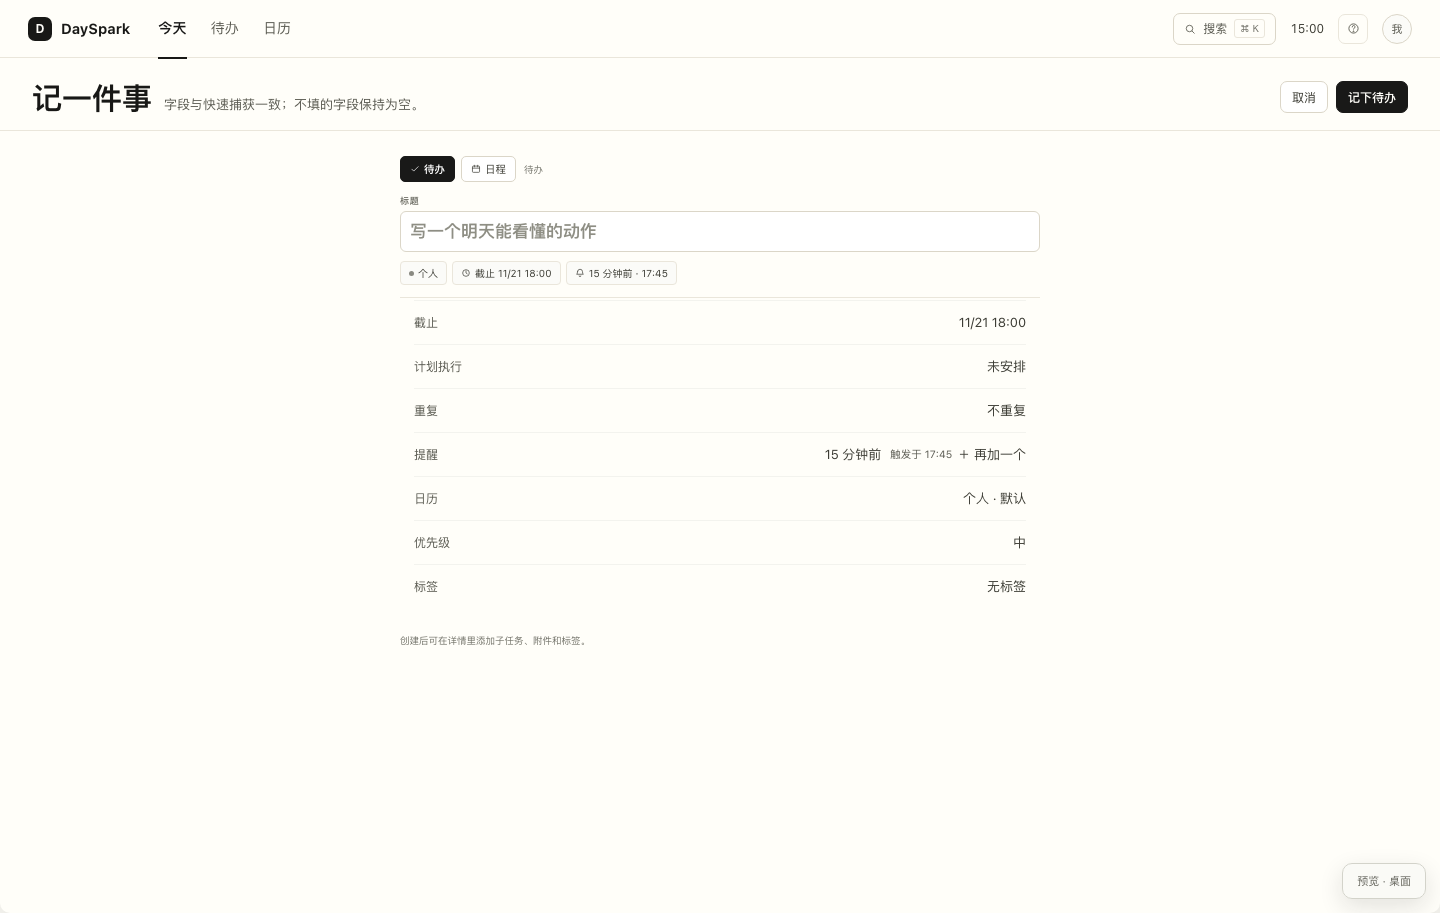 D DaySpark 今天 待办 日历 搜索 ⌘ K 15:00 我
记一件事 字段与快速捕获一致；不填的字段保持为空。 取消 记下待办
待办 日程 待办
标题
写一个明天能看懂的动作
个人 截止 11/21 18:00 15 分钟前 · 17:45
截止 11/21 18:00
计划执行 未安排
重复 不重复
提醒 15 分钟前 触发于 17:45 + 再加一个
日历 个人 · 默认
优先级 中
标签 无标签
创建后可在详情里添加子任务、附件和标签。
预览 · 桌面